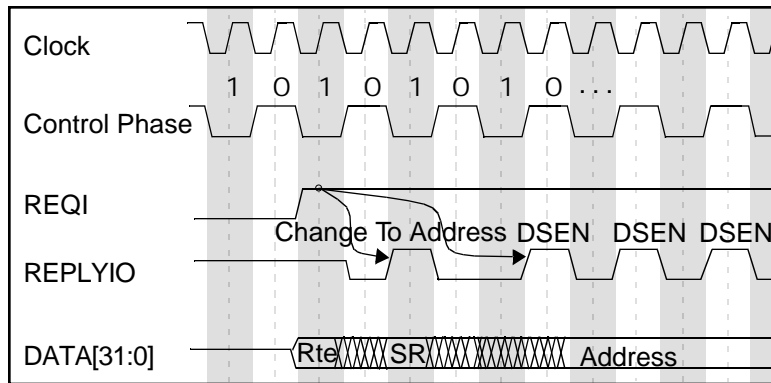 Clock
1 0 1 0 1 0 1 0 ...
Control Phase
REQI
Change To Address DSEN DSEN DSEN
REPLYIO
DATA[31:0] Rte SR Address